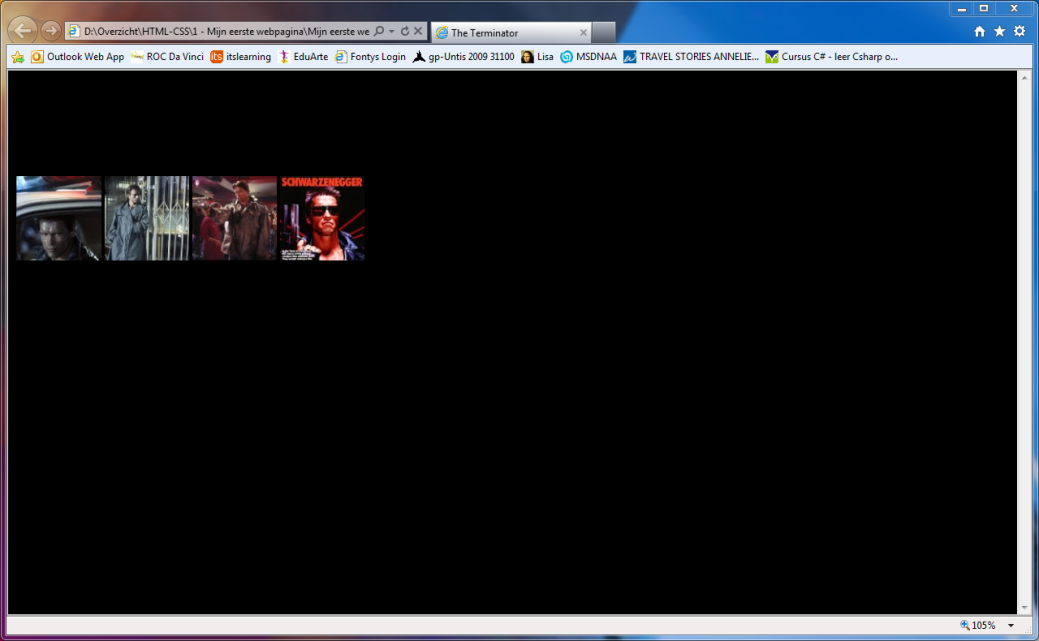 D:\Overzicht\HTML-CSS\1 - Mijn eerste webpagina\Mijn eerste we
The Terminator
Outlook Web App ROC Da Vinci its itslearning EduArte Fontys Login gp-Untis 2009 31100 Lisa MSDNAA TRAVEL STORIES ANNELIE... Cursus C# - leer Csharp o...
SCHWARZENEGGER
105%